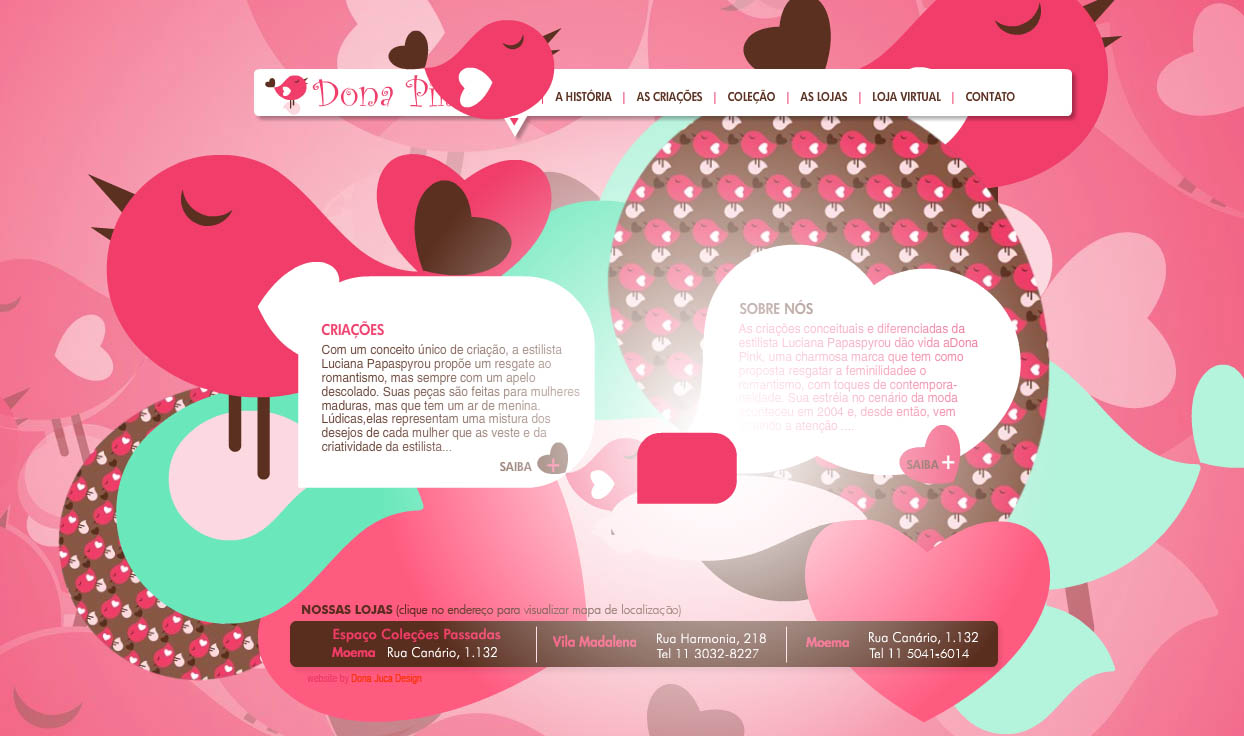 Dona
A HISTÓRIA | AS CRIAÇÕES | COLEÇÃO | AS LOJAS | LOJA VIRTUAL | CONTATO
CRIAÇÕES
Com um conceito único de criação, a estilista
Luciana Papaspyrou propõe um resgate ao
romantismo, mas sempre com um apelo
descolado. Suas peças são feitas para mulheres
maduras, mas que tem um ar de menina.
Lúdicas,elas representam uma mistura dos
desejos de cada mulher que as veste e da
criatividade da estilista...
SAIBA +
SOBRE NÓS
As criações conceituais e diferenciadas da
estilista Luciana Papaspyrou dão vida aDona
Pink, uma charmosa marca que tem como
proposta resgatar a feminilidadee o
romantismo, com toques de contempora-
neidade. Sua estréia no cenário da moda
aconteceu em 2004 e, desde então, vem
a atenção ....
SAIBA +
NOSSAS LOJAS (clique no endereço para visualizar mapa de localização)
Espaço Coleções Passadas
Moema Rua Canário, 1.132
Vila Madalena
Rua Harmonia, 218
Tel 11 3032-8227
Moema
Rua Canário, 1.132
Tel 11 5041-6014
website by Dona Juca Design